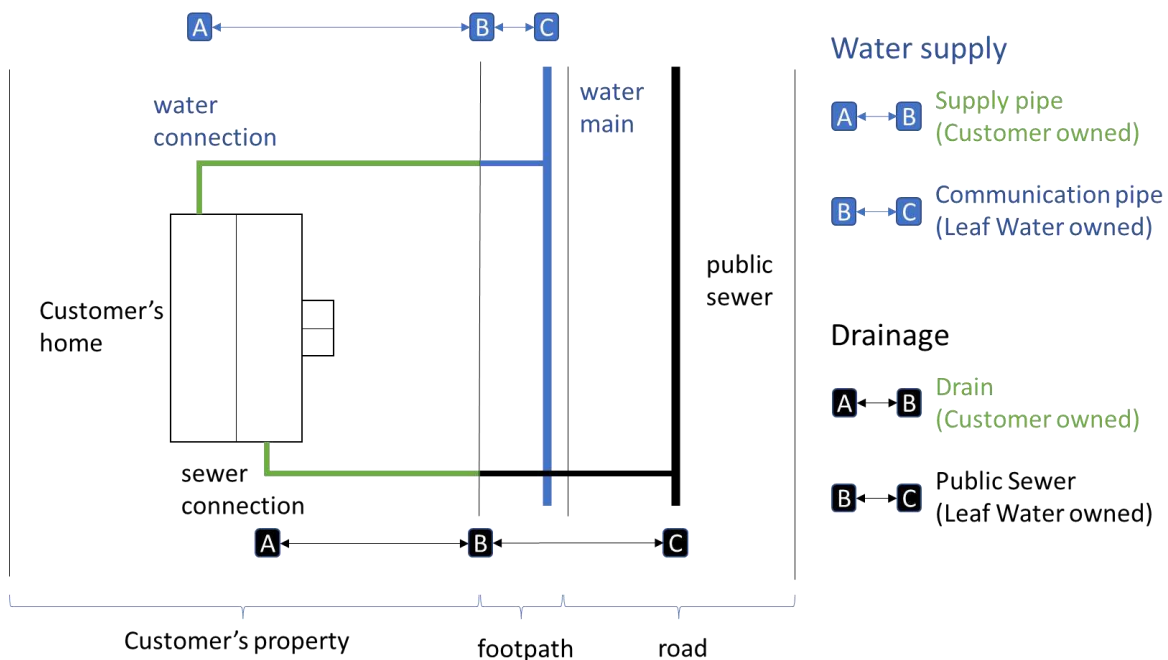 A B C
water
connection
water
main
public
sewer
Customer's
home
sewer
connection
A B C
Customer's property
footpath
road
Water supply
A B
Supply pipe
(Customer owned)
B C
Communication pipe
(Leaf Water owned)
Drainage
A B
Drain
(Customer owned)
B C
Public Sewer
(Leaf Water owned)